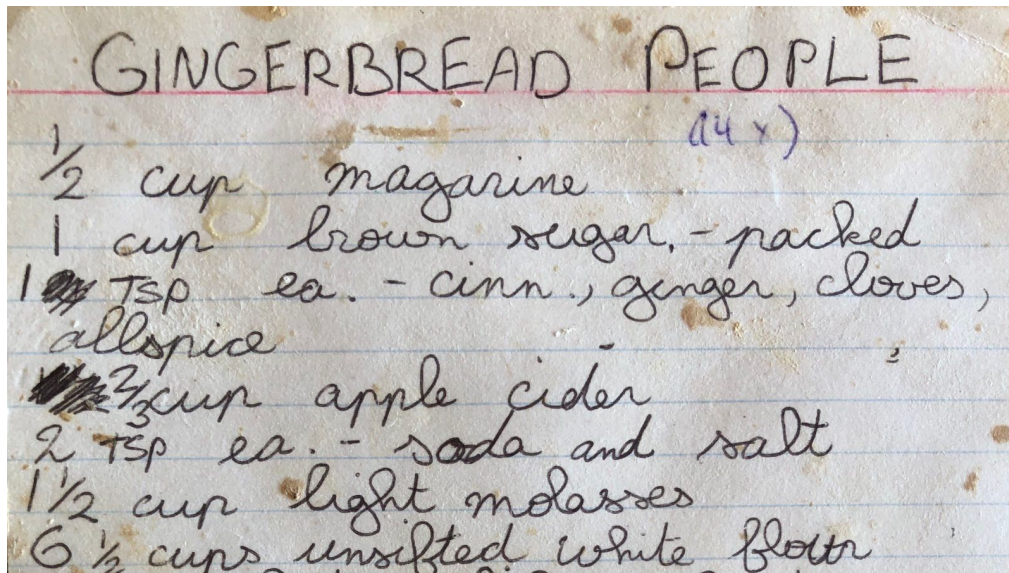 GINGERBREAD PEOPLE
(14 x)
1/2 cup magarine
1 cup brown sugar, - packed
1 TSP ea. - cinn., ginger, cloves,
allspice
2/3 cup apple cider
2 TSP ea. - soda and salt
1 1/2 cup light molasses
6 1/2 cups unsifted white flour